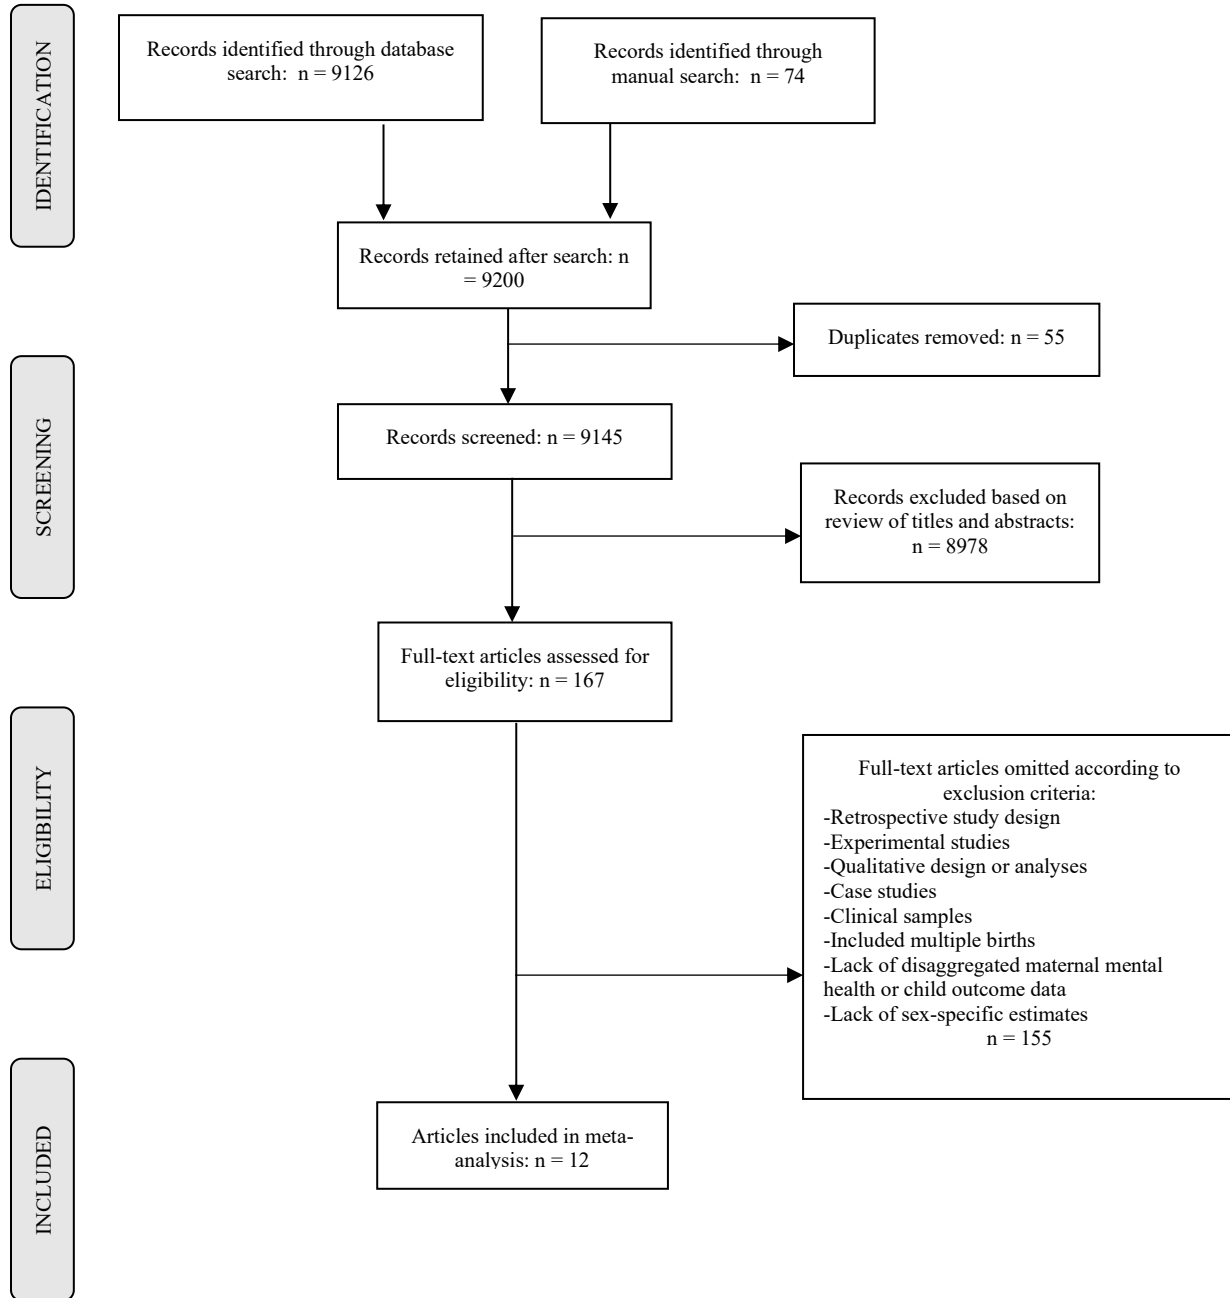 IDENTIFICATION
Records identified through database
search:  n = 9126
Records identified through
manual search:  n = 74
Records retained after search: n
= 9200
Duplicates removed: n = 55
SCREENING
Records screened: n = 9145
Records excluded based on
review of titles and abstracts:
n = 8978
Full-text articles assessed for
eligibility: n = 167
ELIGIBILITY
Full-text articles omitted according to
exclusion criteria:
-Retrospective study design
-Experimental studies
-Qualitative design or analyses
-Case studies
-Clinical samples
-Included multiple births
-Lack of disaggregated maternal mental
health or child outcome data
-Lack of sex-specific estimates
n = 155
INCLUDED
Articles included in meta-
analysis: n = 12